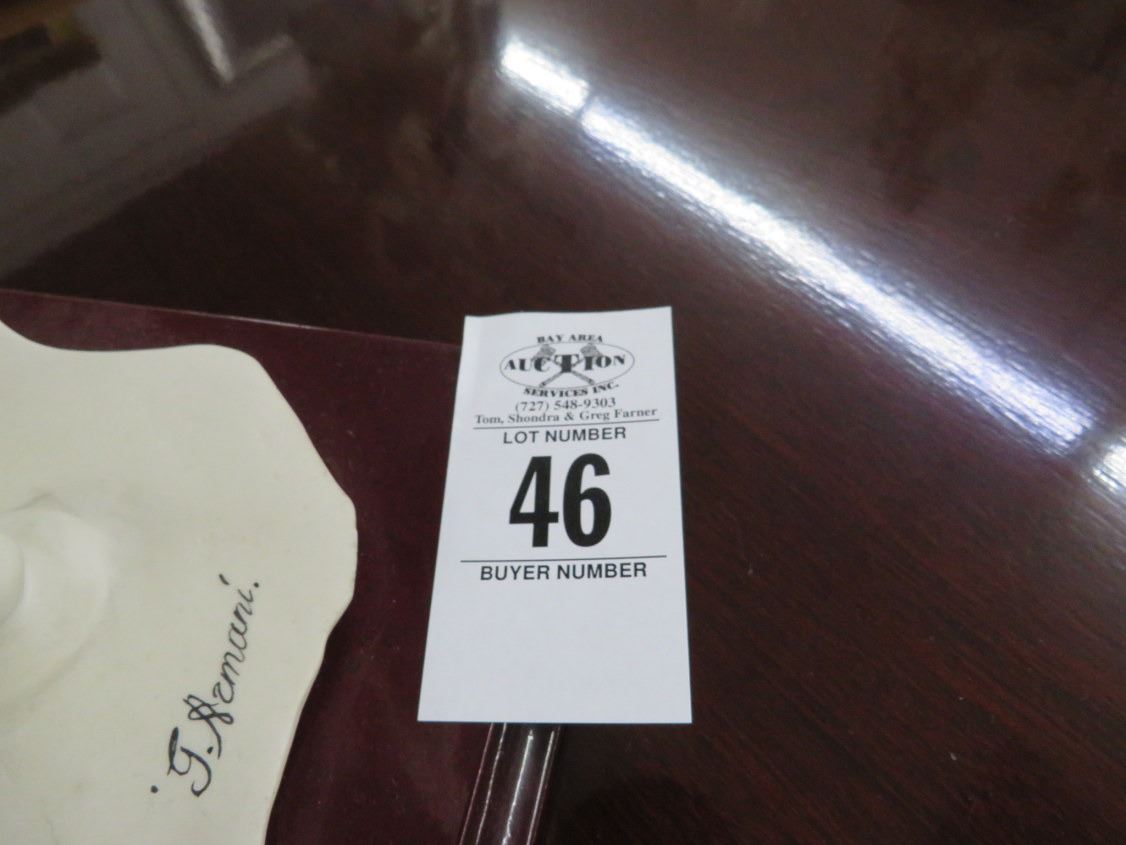 BAY AREA
AUCTION
SERVICES INC.
(727) 548-9303
Tom, Shondra & Greg Farner
LOT NUMBER
46
BUYER NUMBER
G. Armani.